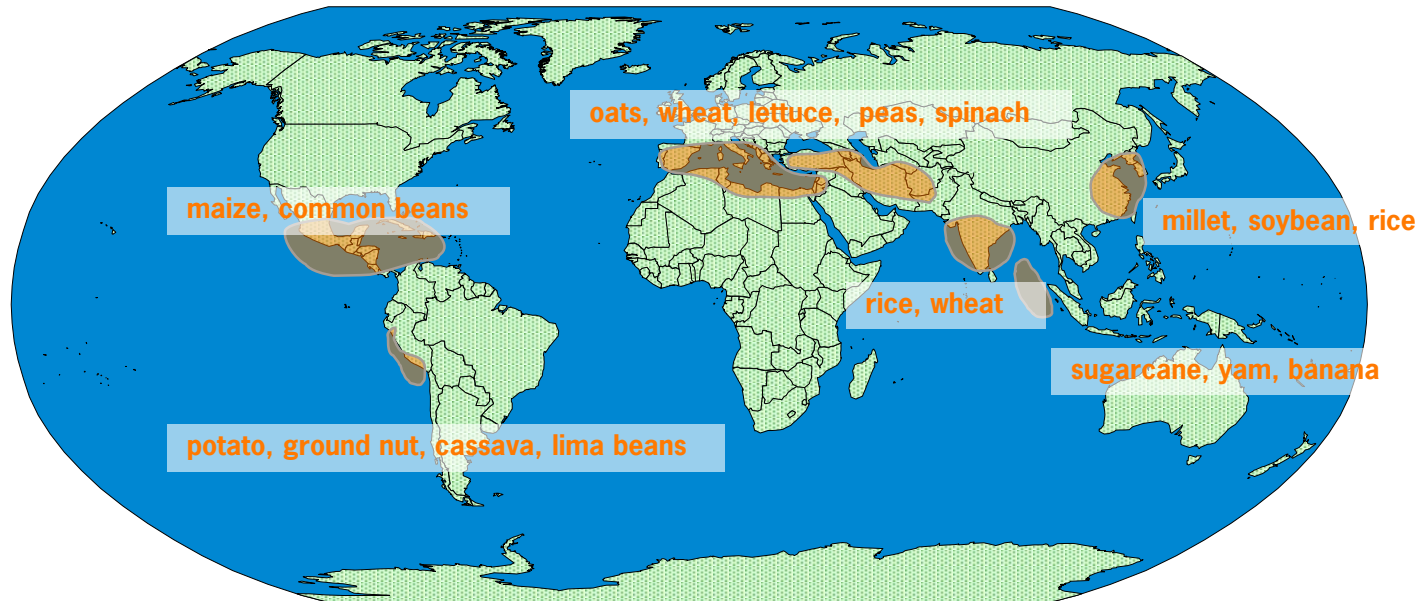 oats, wheat, lettuce, peas, spinach
maize, common beans
millet, soybean, rice
rice, wheat
sugarcane, yam, banana
potato, ground nut, cassava, lima beans